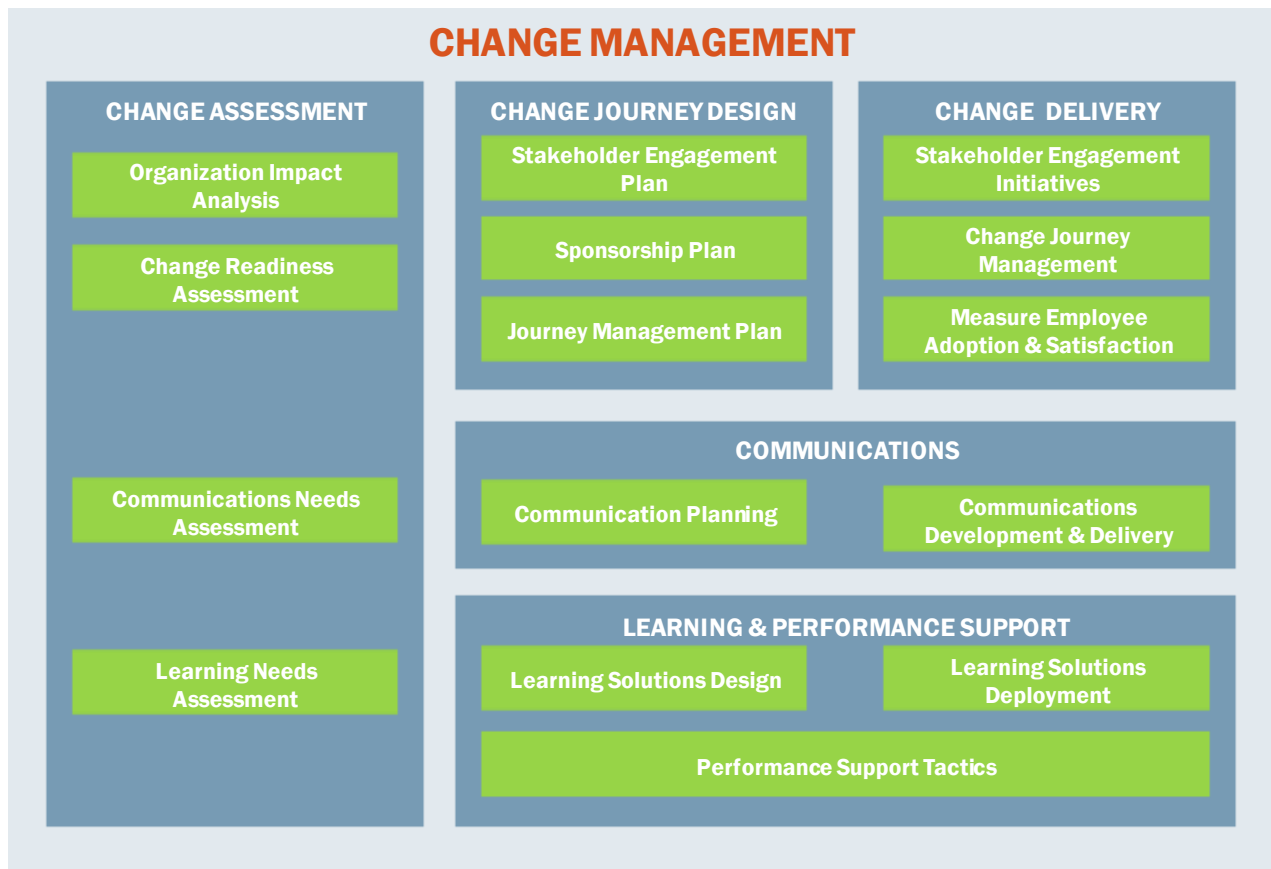 CHANGE MANAGEMENT
CHANGE ASSESSMENT
Organization Impact
Analysis
Change Readiness
Assessment
Communications Needs
Assessment
Learning Needs
Assessment
CHANGE JOURNEY DESIGN
Stakeholder Engagement
Plan
Sponsorship Plan
Journey Management Plan
CHANGE DELIVERY
Stakeholder Engagement
Initiatives
Change Journey
Management
Measure Employee
Adoption & Satisfaction
COMMUNICATIONS
Communication Planning
Communications
Development & Delivery
LEARNING & PERFORMANCE SUPPORT
Learning Solutions Design
Learning Solutions
Deployment
Performance Support Tactics